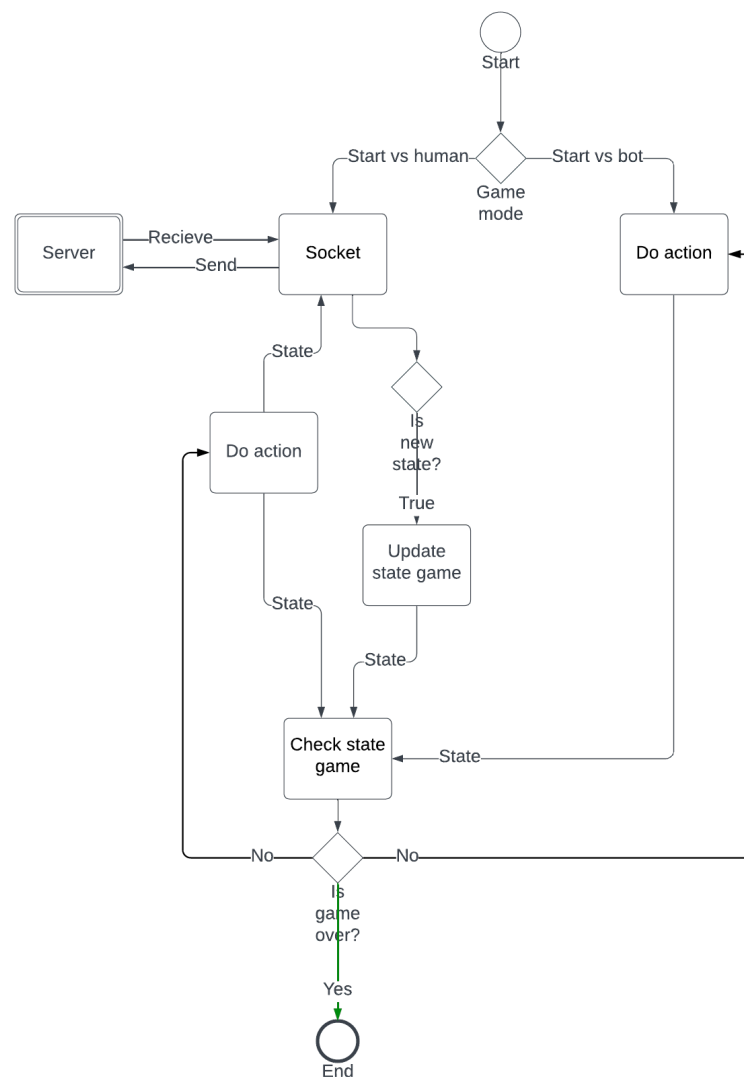 Start
Start vs human
Start vs bot
Game
mode
Server
Recieve
Send
Socket
Do action
State
Do action
Is
new
state?
True
Update
state game
State
State
Check state
game
State
No
No
Is
game
over?
Yes
End